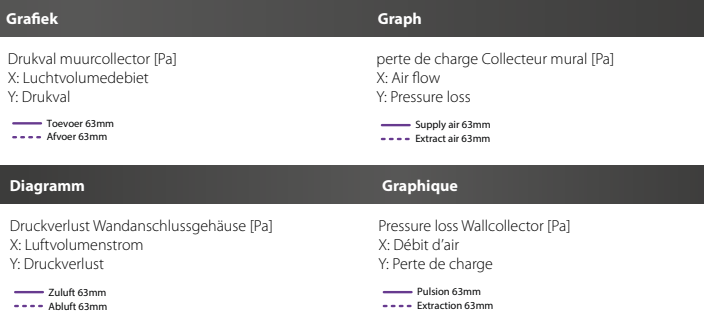 Grafiek
Drukval muurcollector [Pa]
X: Luchtvolumedebiet
Y: Drukval
Toevoer 63mm
Afvoer 63mm
Graph
perte de charge Collecteur mural [Pa]
X: Air flow
Y: Pressure loss
Supply air 63mm
Extract air 63mm
Diagramm
Druckverlust Wandanschlussgehäuse [Pa]
X: Luftvolumenstrom
Y: Druckverlust
Zuluft 63mm
Abluft 63mm
Graphique
Pressure loss Wallcollector [Pa]
X: Débit d'air
Y: Perte de charge
Pulsion 63mm
Extraction 63mm